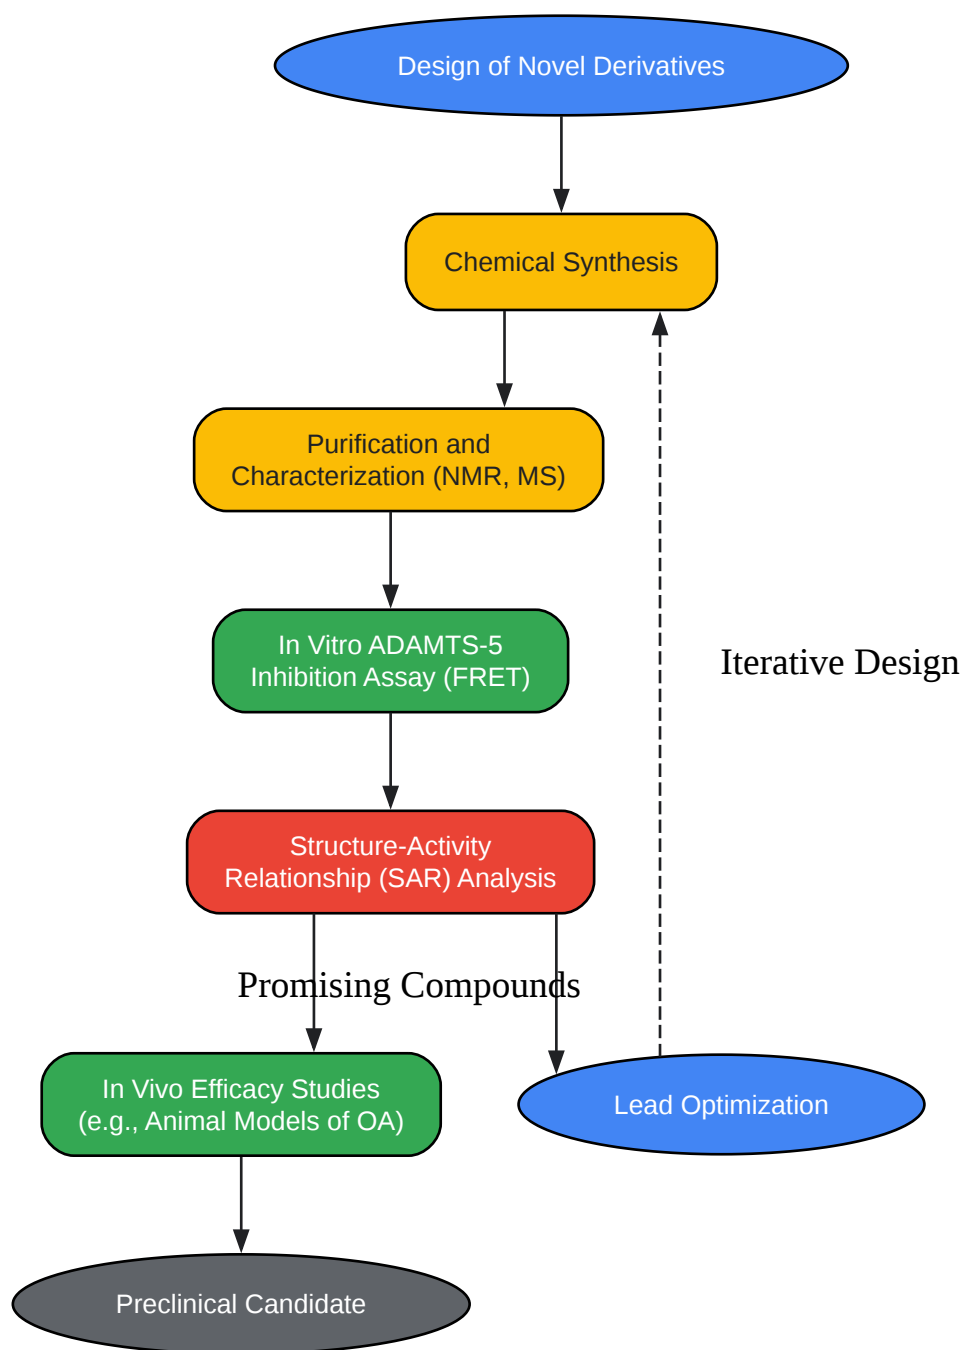 Design of Novel Derivatives
Chemical Synthesis
Purification and
Characterization (NMR, MS)
In Vitro ADAMTS-5
Inhibition Assay (FRET)
Iterative Design
Structure-Activity
Relationship (SAR) Analysis
Promising Compounds
In Vivo Efficacy Studies
(e.g., Animal Models of OA)
Lead Optimization
Preclinical Candidate